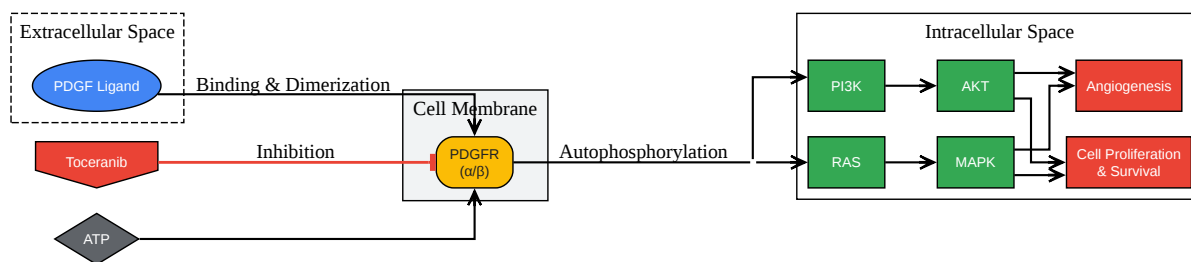 Extracellular Space
PDGF Ligand
Binding & Dimerization
Toceranib
Inhibition
ATP
Cell Membrane
PDGFR
(α/β)
Autophosphorylation
Intracellular Space
PI3K
AKT
Angiogenesis
RAS
MAPK
Cell Proliferation
& Survival